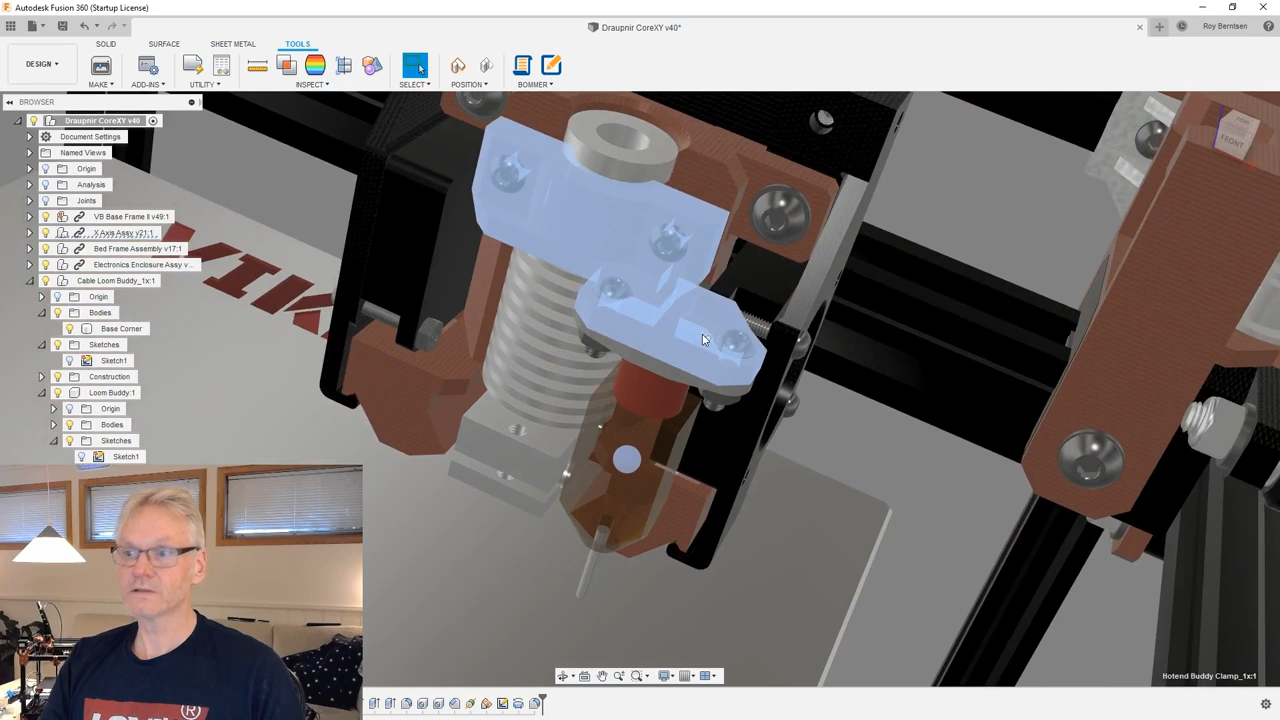 Autodesk Fusion 360 (Startup License)
Draupnir CoreXY v40*
Roy Berntsen
DESIGN
SOLID
SURFACE
SHEET METAL
TOOLS
MAKE
ADD-INS
UTILITY
INSPECT
SELECT
POSITION
BOMMER
BROWSER
Draupnir CoreXY v40
Document Settings
Named Views
Origin
Analysis
Joints
VB Base Frame II v49:1
X Axis Assy v21:1
Bed Frame Assembly v17:1
Electronics Enclosure Assy v...
Cable Loom Buddy_1x:1
Origin
Bodies
Base Corner
Sketches
Sketch1
Construction
Loom Buddy:1
Origin
Bodies
Sketches
Sketch1
FRONT
Hotend Buddy Clamp_1x:1